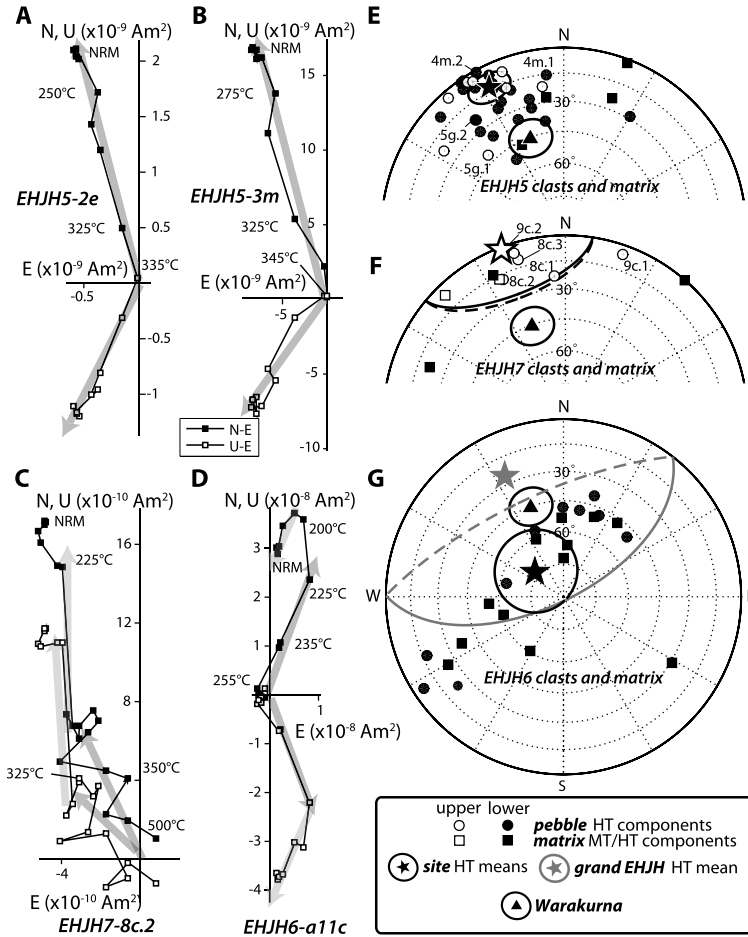 A
N, U (x10⁻⁹ Am²)
NRM
2
250°C
1.5
1
EHJH5-2e
0.5
325°C
335°C
E (x10⁻⁹ Am²)
-0.5
-0.5
-1
B
N, U (x10⁻⁹ Am²)
NRM
15
275°C
10
EHJH5-3m
5
325°C
345°C
E (x10⁻⁹ Am²)
-5
-5
-10
N-E
U-E
C
N, U (x10⁻¹⁰ Am²)
NRM
16
225°C
12
8
325°C
350°C
500°C
-4
E (x10⁻¹⁰ Am²)
EHJH7-8c.2
D
N, U (x10⁻⁸ Am²)
3
200°C
NRM
2
225°C
1
235°C
255°C
1
E (x10⁻⁸ Am²)
-1
-2
-3
-4
EHJH6-a11c
E
N
4m.2
4m.1
30°
5g.2
5g.1
60°
EHJH5 clasts and matrix
F
N
9c.2
8c.3
8c.1
9c.1
8c.2
30°
60°
EHJH7 clasts and matrix
G
N
30°
60°
W
EHJH6 clasts and matrix
S
upper lower
pebble HT components
matrix MT/HT components
site HT means
grand EHJH HT mean
Warakurna